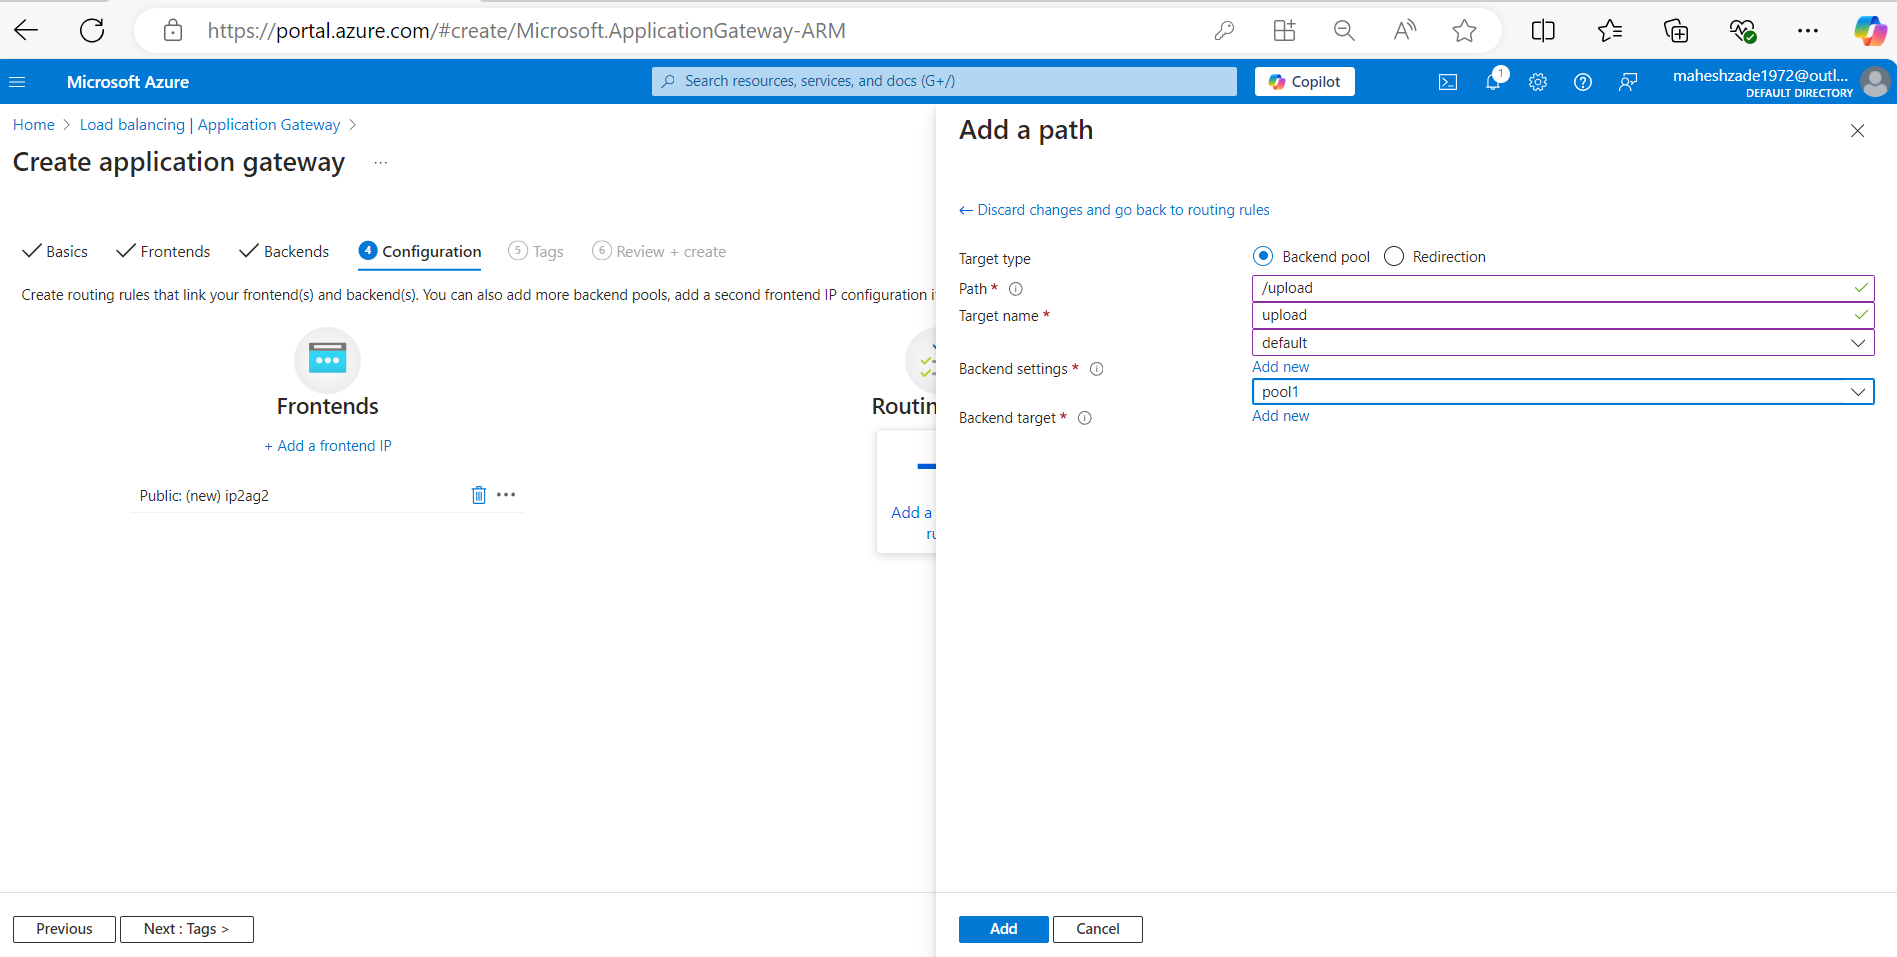 https://portal.azure.com/#create/Microsoft.ApplicationGateway-ARM
Microsoft Azure
Search resources, services, and docs (G+/)
Copilot
1
maheshzade1972@outl...
DEFAULT DIRECTORY
Home > Load balancing | Application Gateway >
Create application gateway ...
Basics
Frontends
Backends
4 Configuration
5 Tags
6 Review + create
Create routing rules that link your frontend(s) and backend(s). You can also add more backend pools, add a second frontend IP configuration i
Frontends
+ Add a frontend IP
Public: (new) ip2ag2
Routin
Add a
ru
Previous
Next : Tags >
Add a path
← Discard changes and go back to routing rules
Target type
Backend pool
Redirection
Path *
/upload
Target name *
upload
default
Backend settings *
Add new
pool1
Backend target *
Add new
Add
Cancel